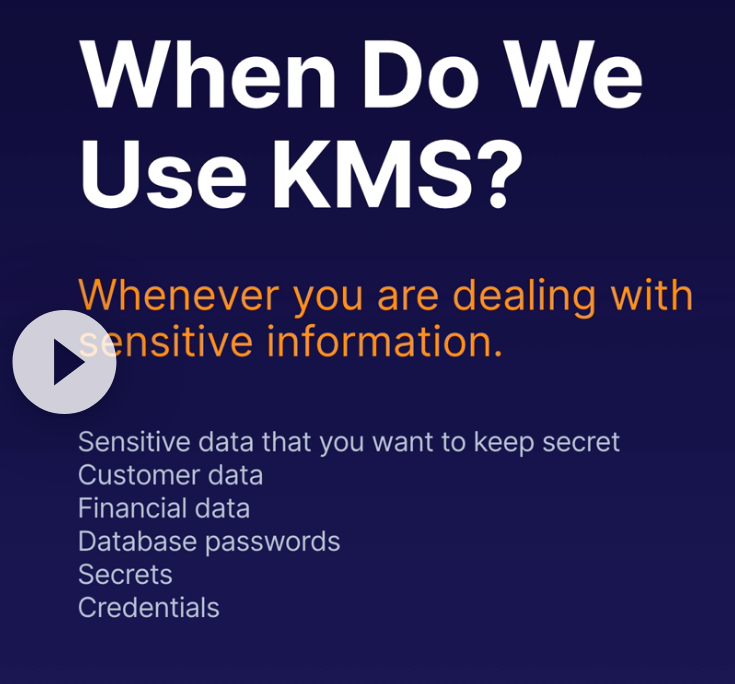 When Do We
Use KMS?
Whenever you are dealing with
sensitive information.
Sensitive data that you want to keep secret
Customer data
Financial data
Database passwords
Secrets
Credentials